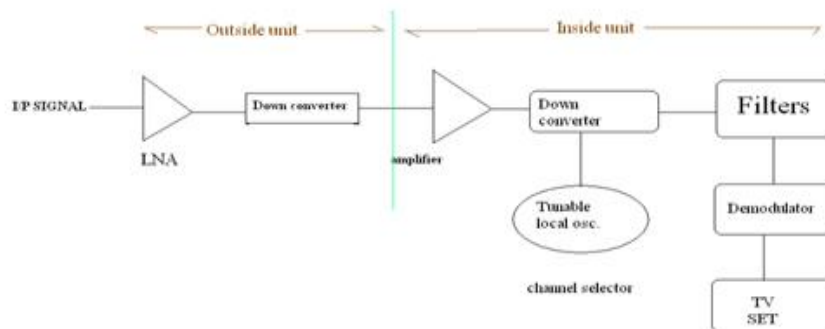 Outside unit
Inside unit
I/P SIGNAL
LNA
Down converter
amplifier
Down
converter
Tunable
local osc.
channel selector
Filters
Demodulator
TV
SET